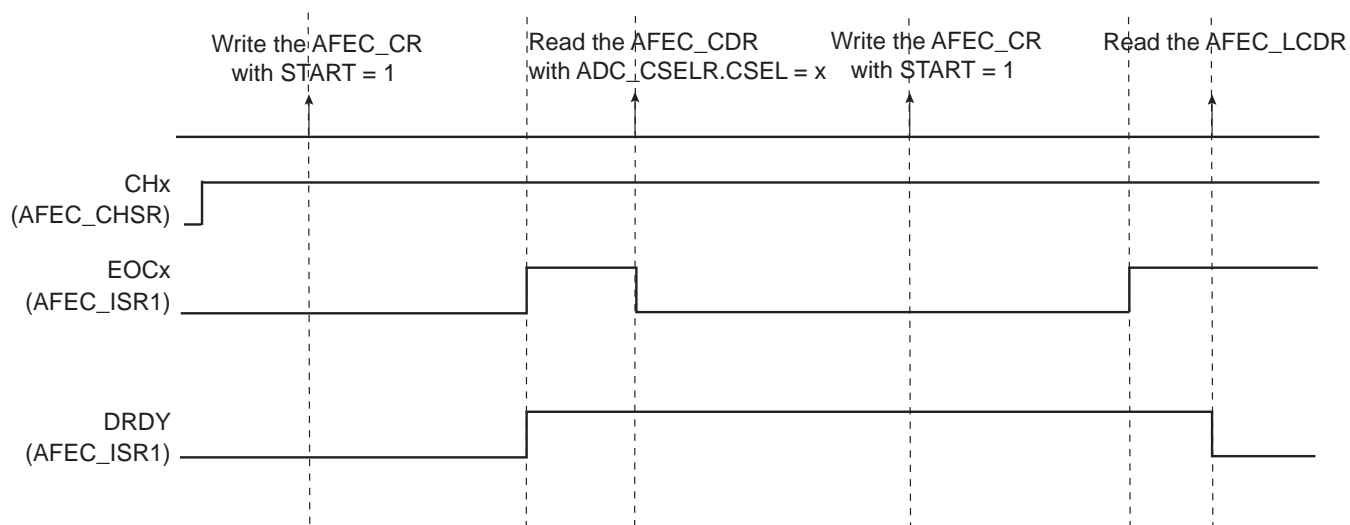 Write the AFEC_CR
with START = 1
Read the AFEC_CDR
with ADC_CSELR.CSEL = x
Write the AFEC_CR
with START = 1
Read the AFEC_LCDR
CHx
(AFEC_CHSR)
EOCx
(AFEC_ISR1)
DRDY
(AFEC_ISR1)